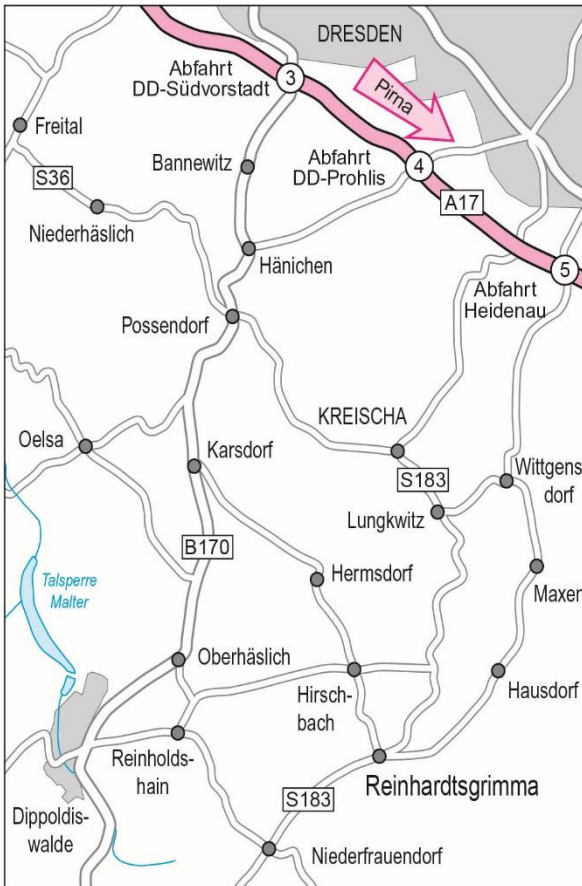 DRESDEN
Abfahrt
DD-Südvorstadt
3
Pirna
Freital
Bannewitz
Abfahrt
DD-Prohlis
4
S36
A17
Niederhäslich
Hänichen
5
Abfahrt
Heidenau
Possendorf
KREISCHA
Oelsa
Karsdorf
S183
Wittgens
dorf
Lungkwitz
B170
Talsperre
Malter
Hermsdorf
Maxen
Oberhäslich
Hirsch-
bach
Hausdorf
Reinholds-
hain
Reinhardtsgrimma
Dippoldis-
walde
S183
Niederfrauendorf